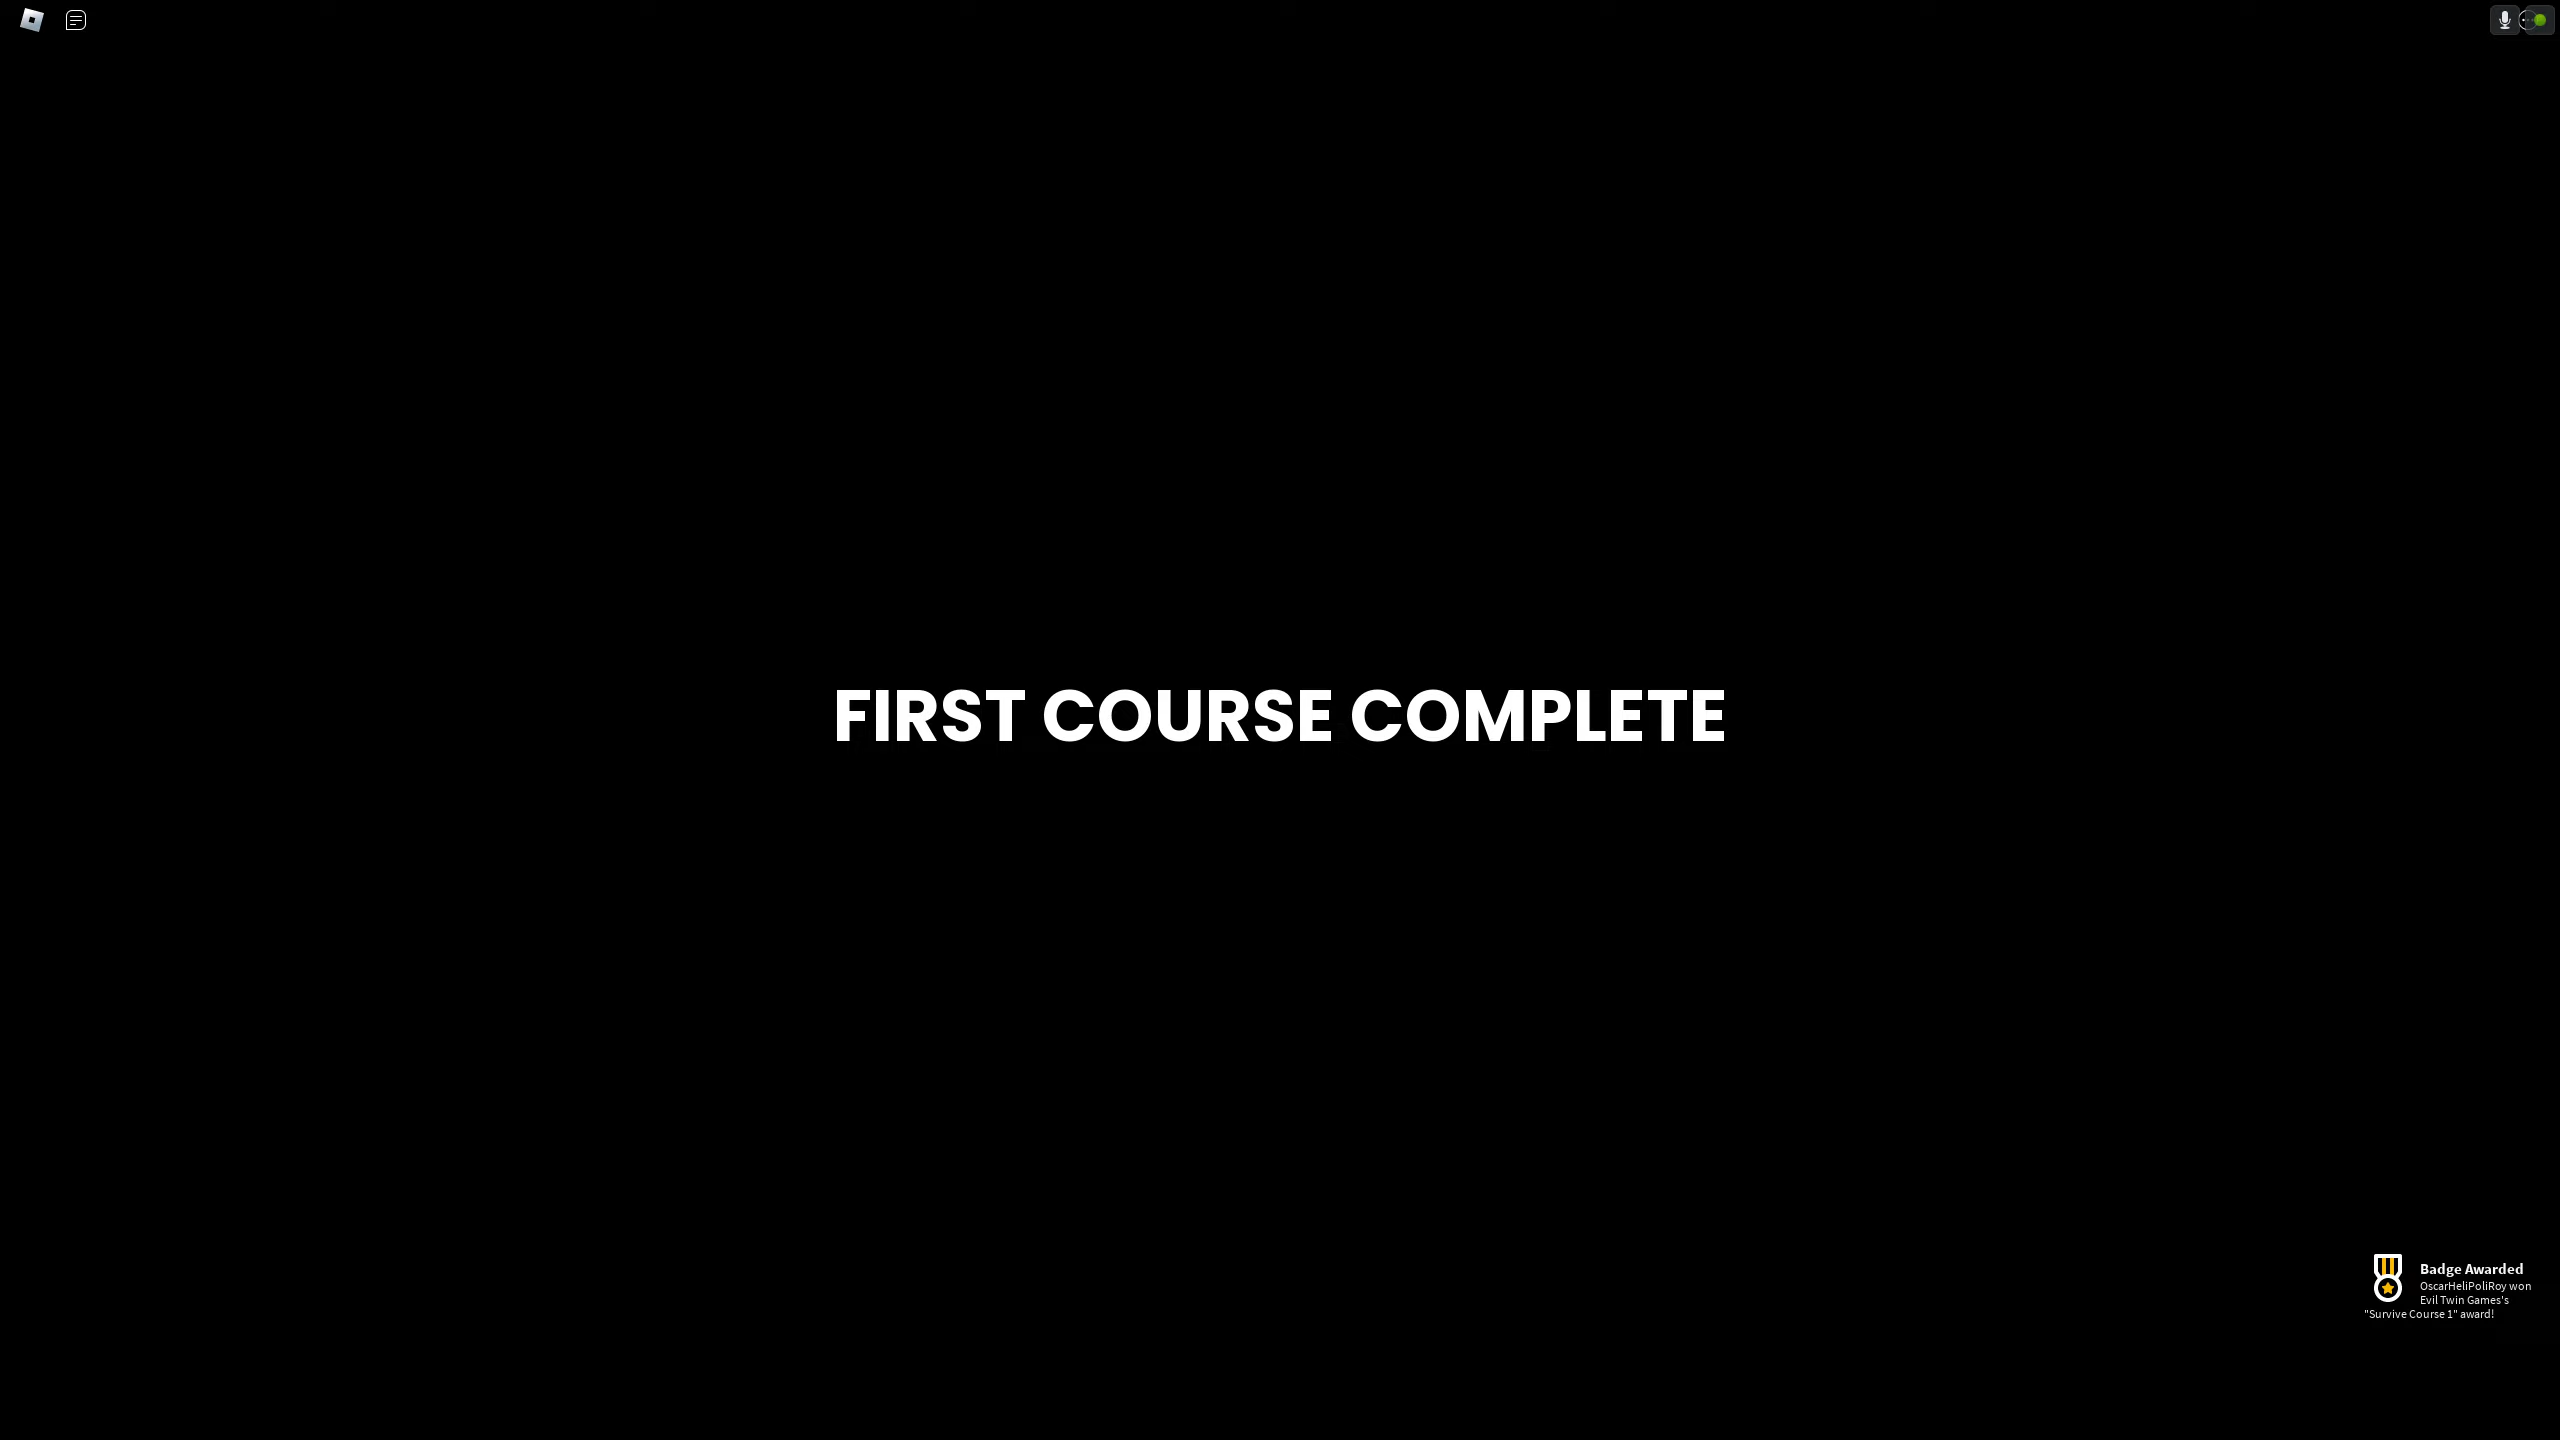 FIRST COURSE COMPLETE
Badge Awarded
OscarHeliPoliRoy won
Evil Twin Games's
"Survive Course 1" award!